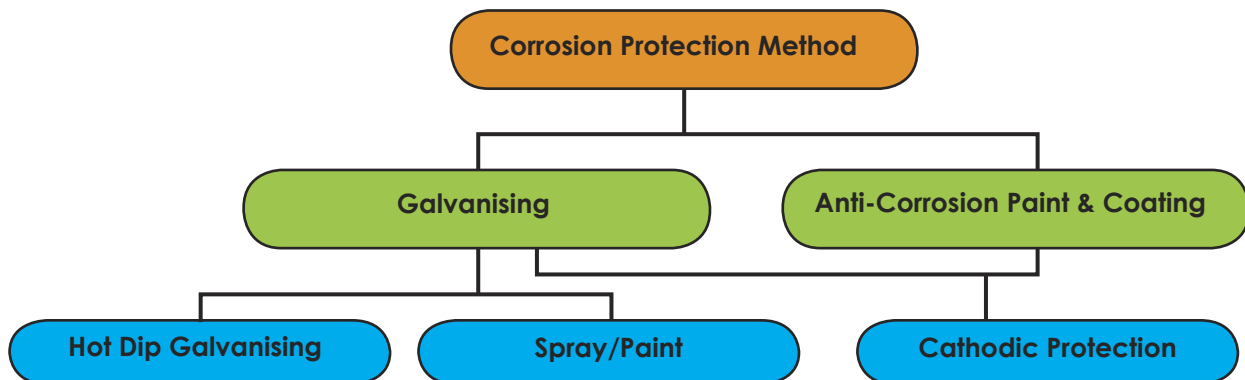 Corrosion Protection Method
Galvanising
Anti-Corrosion Paint & Coating
Hot Dip Galvanising
Spray/Paint
Cathodic Protection